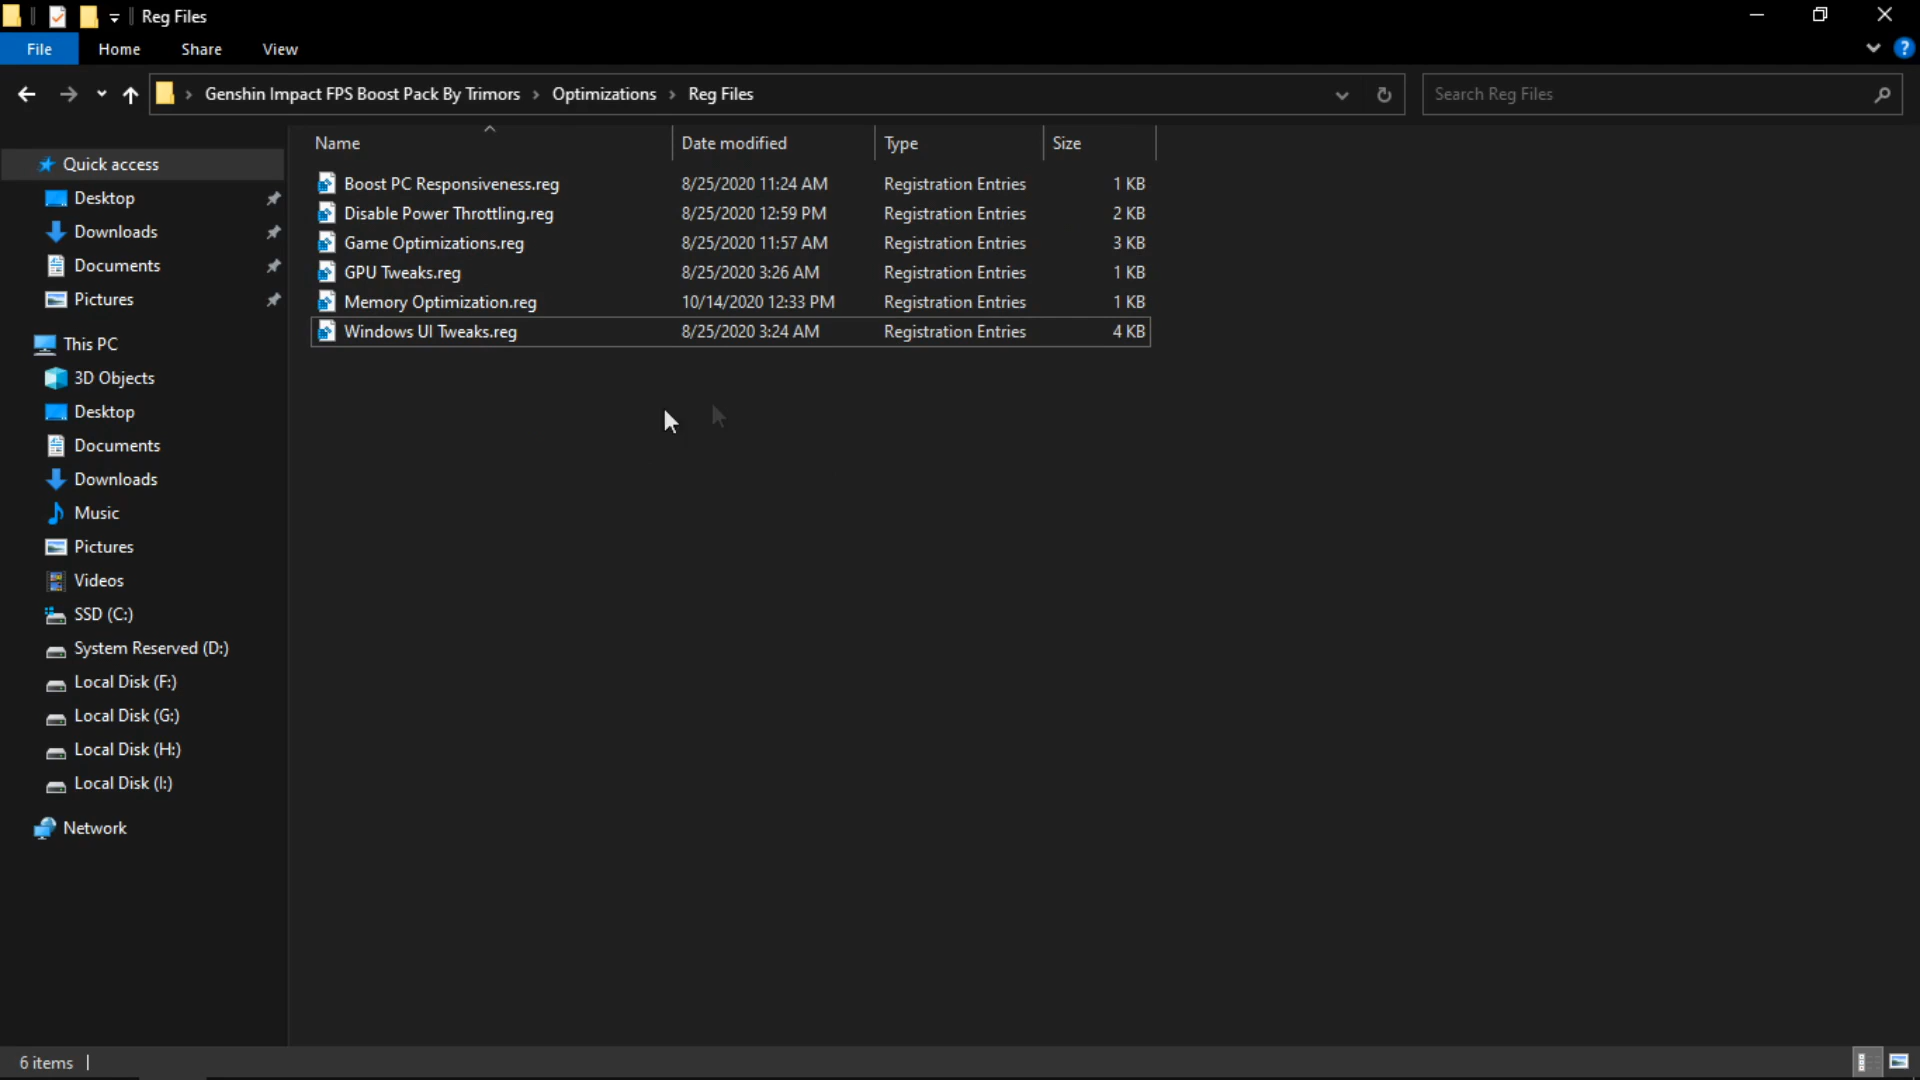 Reg Files
File Home Share View
Genshin Impact FPS Boost Pack By Trimors Optimizations Reg Files
Search Reg Files
Name Date modified Type Size
Boost PC Responsiveness.reg 8/25/2020 11:24 AM Registration Entries 1 KB
Disable Power Throttling.reg 8/25/2020 12:59 PM Registration Entries 2 KB
Game Optimizations.reg 8/25/2020 11:57 AM Registration Entries 3 KB
GPU Tweaks.reg 8/25/2020 3:26 AM Registration Entries 1 KB
Memory Optimization.reg 10/14/2020 12:33 PM Registration Entries 1 KB
Windows UI Tweaks.reg 8/25/2020 3:24 AM Registration Entries 4 KB
Quick access
Desktop
Downloads
Documents
Pictures
This PC
3D Objects
Desktop
Documents
Downloads
Music
Pictures
Videos
SSD (C:)
System Reserved (D:)
Local Disk (F:)
Local Disk (G:)
Local Disk (H:)
Local Disk (I:)
Network
6 items